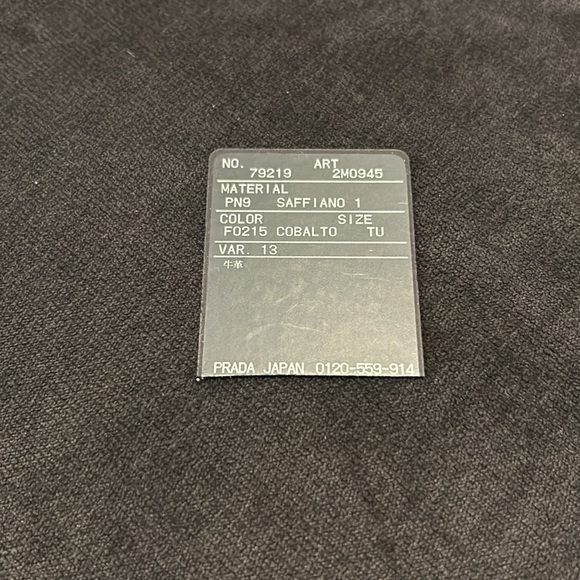 NO. ART
79219 2M0945
MATERIAL
PN9 SAFFIANO 1
COLOR SIZE
F0215 COBALTO TU
VAR. 13
牛革
PRADA JAPAN 0120-559-914